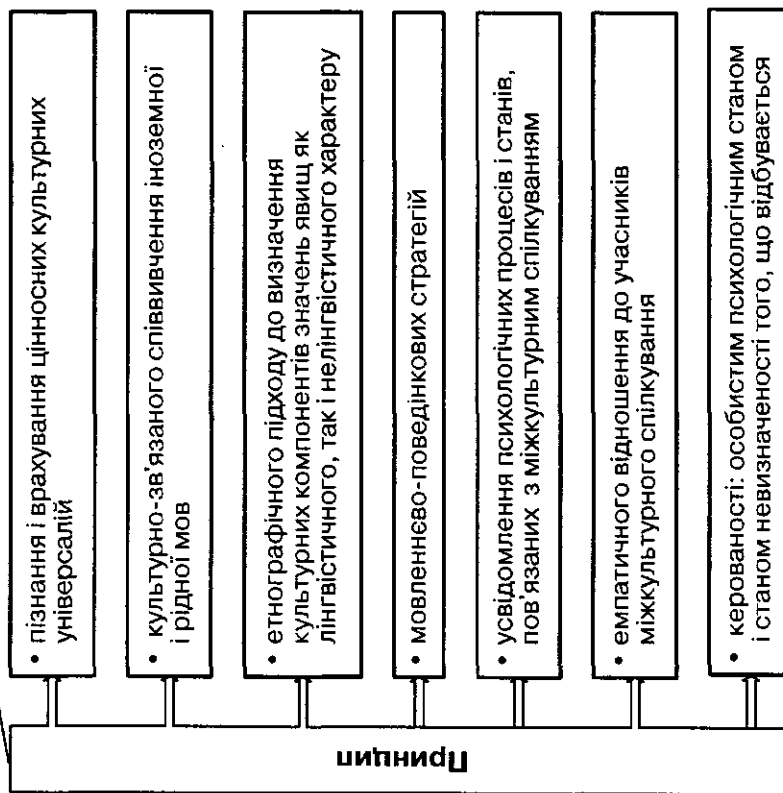 Принцип
• пізнання і врахування цінносних культурних
універсалій
• культурно-зв'язаного співвивчення іноземної
і рідної мов
• етнографічного підходу до визначення
культурних компонентів значень явищ як
лінгвістичного, так і нелінгвістичного характеру
• мовленнєво-поведінкових стратегій
• усвідомлення психологічних процесів і станів,
пов'язаних з міжкультурним спілкуванням
• емпатичного відношення до учасників
міжкультурного спілкування
• керованості: особистим психологічним станом
і станом невизначеності того, що відбувається